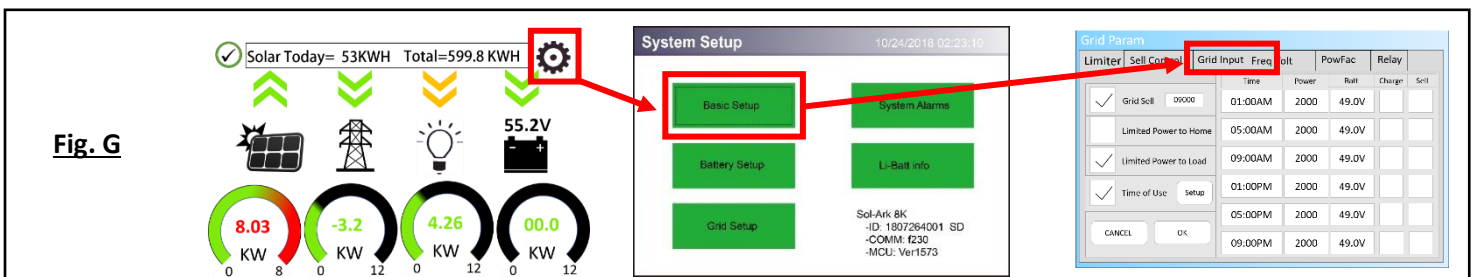 Fig. G
Solar Today= 53KWH Total=599.8 KWH
55.2V
- +
8.03
KW
0 8
-3.2
KW
0 12
4.26
KW
0 12
00.0
KW
0 12
System Setup 10/24/2018 02:23:10
Basic Setup System Alarms
Battery Setup Li-Batt info
Grid Setup
Sol-Ark 8K
-ID: 1807264001 SD
-COMM: f230
-MCU: Ver1573
Grid Param
Limiter Sell Control Grid Input Freq Volt PowFac Relay
Time Power Batt Charge Sell
Grid Sell 09000 01:00AM 2000 49.0V
Limited Power to Home 05:00AM 2000 49.0V
Limited Power to Load 09:00AM 2000 49.0V
Time of Use Setup 01:00PM 2000 49.0V
05:00PM 2000 49.0V
CANCEL OK
09:00PM 2000 49.0V